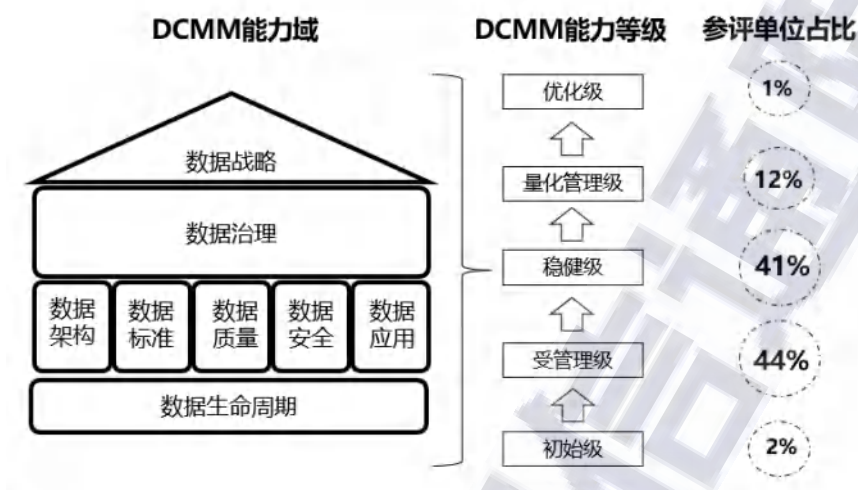 DCMM能力域
DCMM能力等级
参评单位占比
数据战略
数据治理
数据
架构
数据
标准
数据
质量
数据
安全
数据
应用
数据生命周期
优化级
1%
量化管理级
12%
稳健级
41%
受管理级
44%
初始级
2%